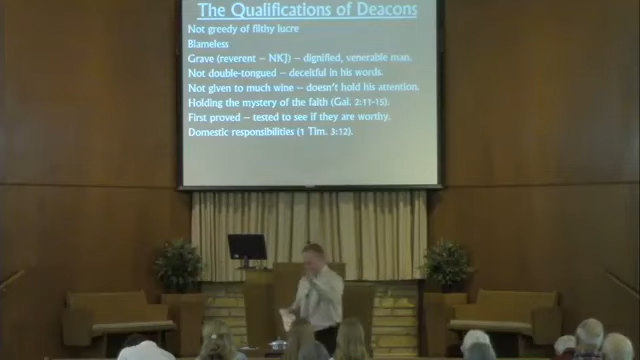 The Qualifications of Deacons
Not greedy of filthy lucre
Blameless
Grave (reverent – NKJ) – dignified, venerable man.
Not double-tongued – deceitful in his words.
Not given to much wine – doesn't hold his attention.
Holding the mystery of the faith (Gal. 2:11-15).
First proved – tested to see if they are worthy.
Domestic responsibilities (1 Tim. 3:12).